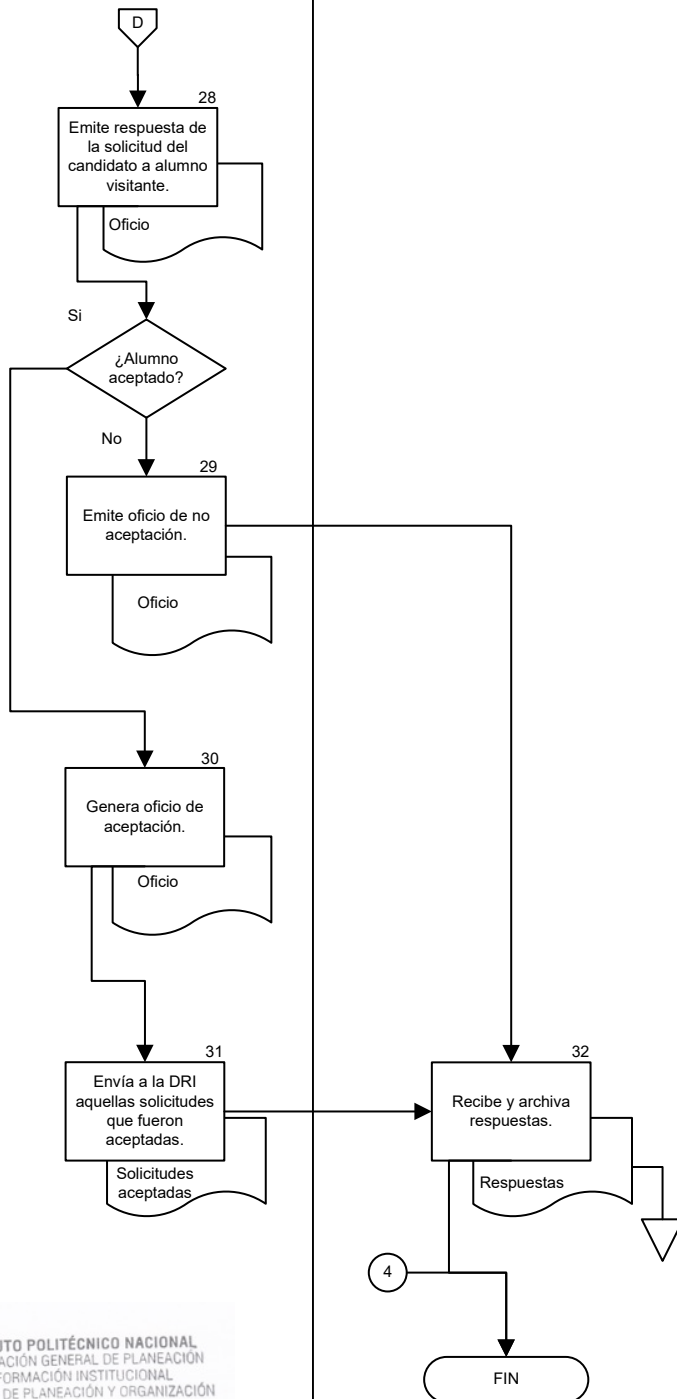 D
28
Emite respuesta de
la solicitud del
candidato a alumno
visitante.
Oficio
Si
¿Alumno
aceptado?
No
29
Emite oficio de no
aceptación.
Oficio
30
Genera oficio de
aceptación.
Oficio
31
Envía a la DRI
aquellas solicitudes
que fueron
aceptadas.
Solicitudes
aceptadas
32
Recibe y archiva
respuestas.
Respuestas
4
FIN
POLITÉCNICO NACIONAL
GENERAL DE PLANEACIÓN
INSTITUCIONAL
DE PLANEACIÓN Y ORGANIZACIÓN